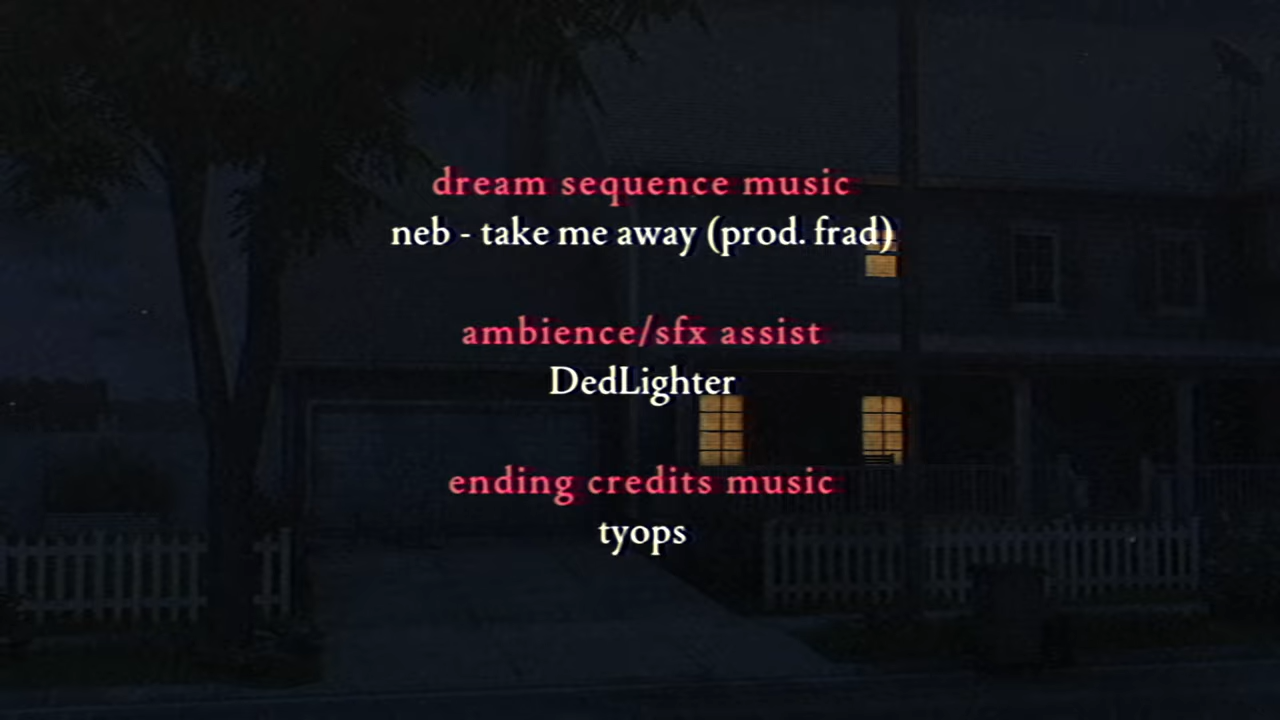 dream sequence music
neb - take me away (prod. frad)
ambience/sfx assist
DedLighter
ending credits music
tyops